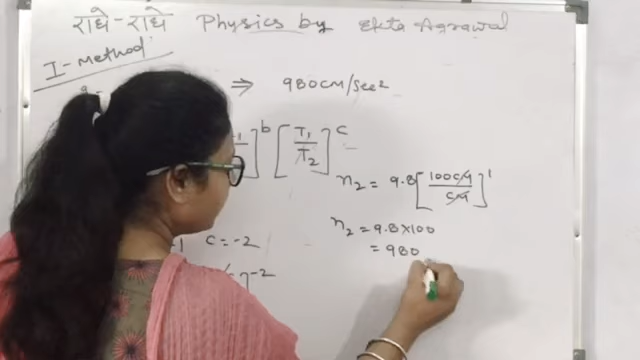 राधे-राधे Physics by Ekta Agrawal
I-Method
⇒ 980CM/Sec²
]^b [T₁/T₂]^c
n₂ = 9.8[100CM/CM]¹
n₂ = 9.8×100
= 980
c = -2